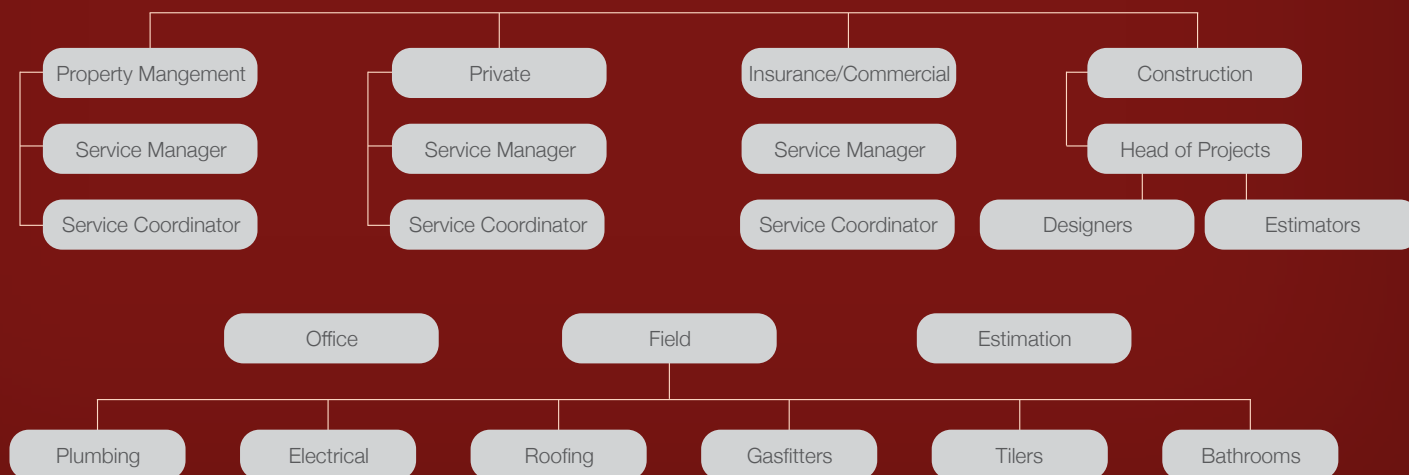 Property Mangement
Private
Insurance/Commercial
Construction
Service Manager
Service Manager
Service Manager
Head of Projects
Service Coordinator
Service Coordinator
Service Coordinator
Designers
Estimators
Office
Field
Estimation
Plumbing
Electrical
Roofing
Gasfitters
Tilers
Bathrooms